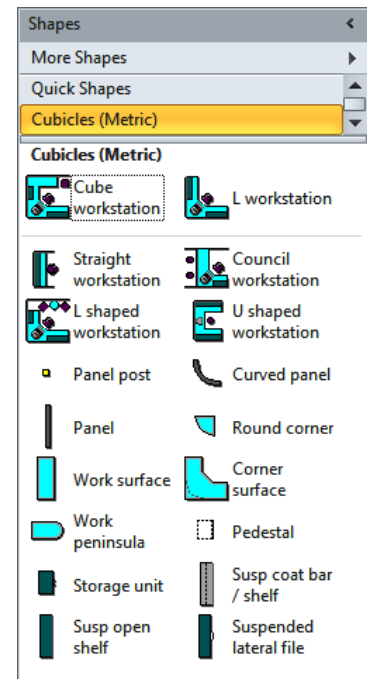 Shapes
More Shapes
Quick Shapes
Cubicles (Metric)
Cubicles (Metric)
Cube
workstation
L workstation
Straight
workstation
Council
workstation
L shaped
workstation
U shaped
workstation
Panel post
Curved panel
Panel
Round corner
Work surface
Corner
surface
Work
peninsula
Pedestal
Storage unit
Susp coat bar
/ shelf
Susp open
shelf
Suspended
lateral file